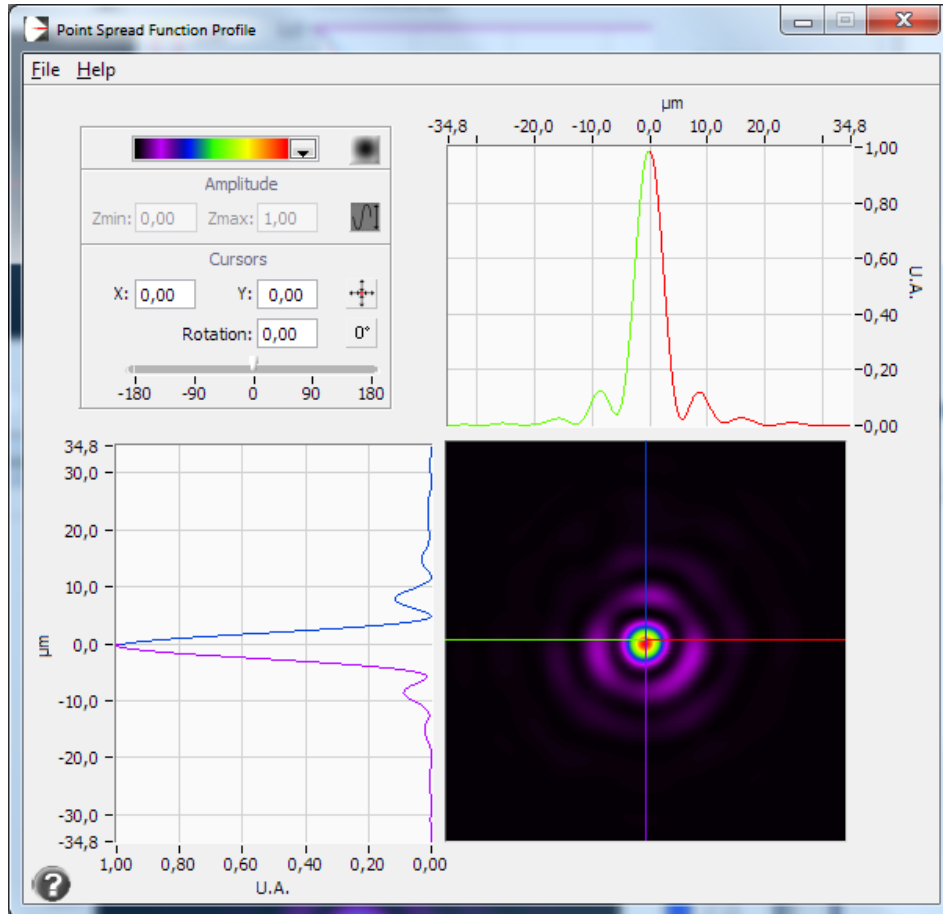 Point Spread Function Profile
File Help
µm
-34,8 -20,0 -10,0 0,0 10,0 20,0 34,8
Amplitude
Zmin: 0,00 Zmax: 1,00
Cursors
X: 0,00 Y: 0,00
Rotation: 0,00 0°
-180 -90 0 90 180
-1,00
-0,80
-0,60
-0,40
-0,20
-0,00
U.A.
34,8
30,0
20,0
10,0
0,0
-10,0
-20,0
-30,0
-34,8
µm
1,00 0,80 0,60 0,40 0,20 0,00
U.A.
?